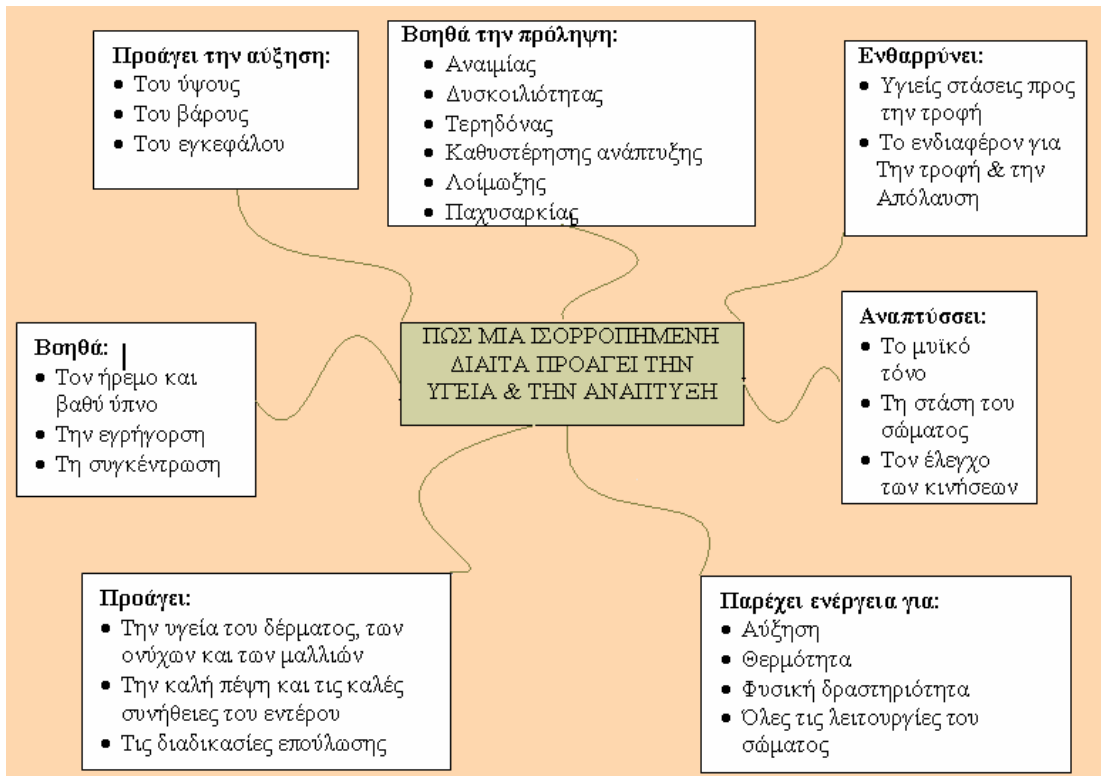 Προάγει την αύξηση:
• Του ύψους
• Του βάρους
• Του εγκεφάλου
Βοηθά την πρόληψη:
• Αναιμίας
• Δυσκοιλιότητας
• Τερηδόνας
• Καθυστέρησης ανάπτυξης
• Λοίμωξης
• Παχυσαρκίας
Ενθαρρύνει:
• Υγιείς στάσεις προς
την τροφή
• Το ενδιαφέρον για
Την τροφή & την
Απόλαυση
Βοηθά:
• Τον ήρεμο και
βαθύ ύπνο
• Την εγρήγορση
• Τη συγκέντρωση
ΠΩΣ ΜΙΑ ΙΣΟΡΡΟΠΗΜΕΝΗ
ΔΙΑΙΤΑ ΠΡΟΑΓΕΙ ΤΗΝ
ΥΓΕΙΑ & ΤΗΝ ΑΝΑΠΤΥΞΗ
Αναπτύσσει:
• Το μυϊκό
τόνο
• Τη στάση του
σώματος
• Τον έλεγχο
των κινήσεων
Προάγει:
• Την υγεία του δέρματος, των
ονύχων και των μαλλιών
• Την καλή πέψη και τις καλές
συνήθειες του εντέρου
• Τις διαδικασίες επούλωσης
Παρέχει ενέργεια για:
• Αύξηση
• Θερμότητα
• Φυσική δραστηριότητα
• Όλες τις λειτουργίες του
σώματος